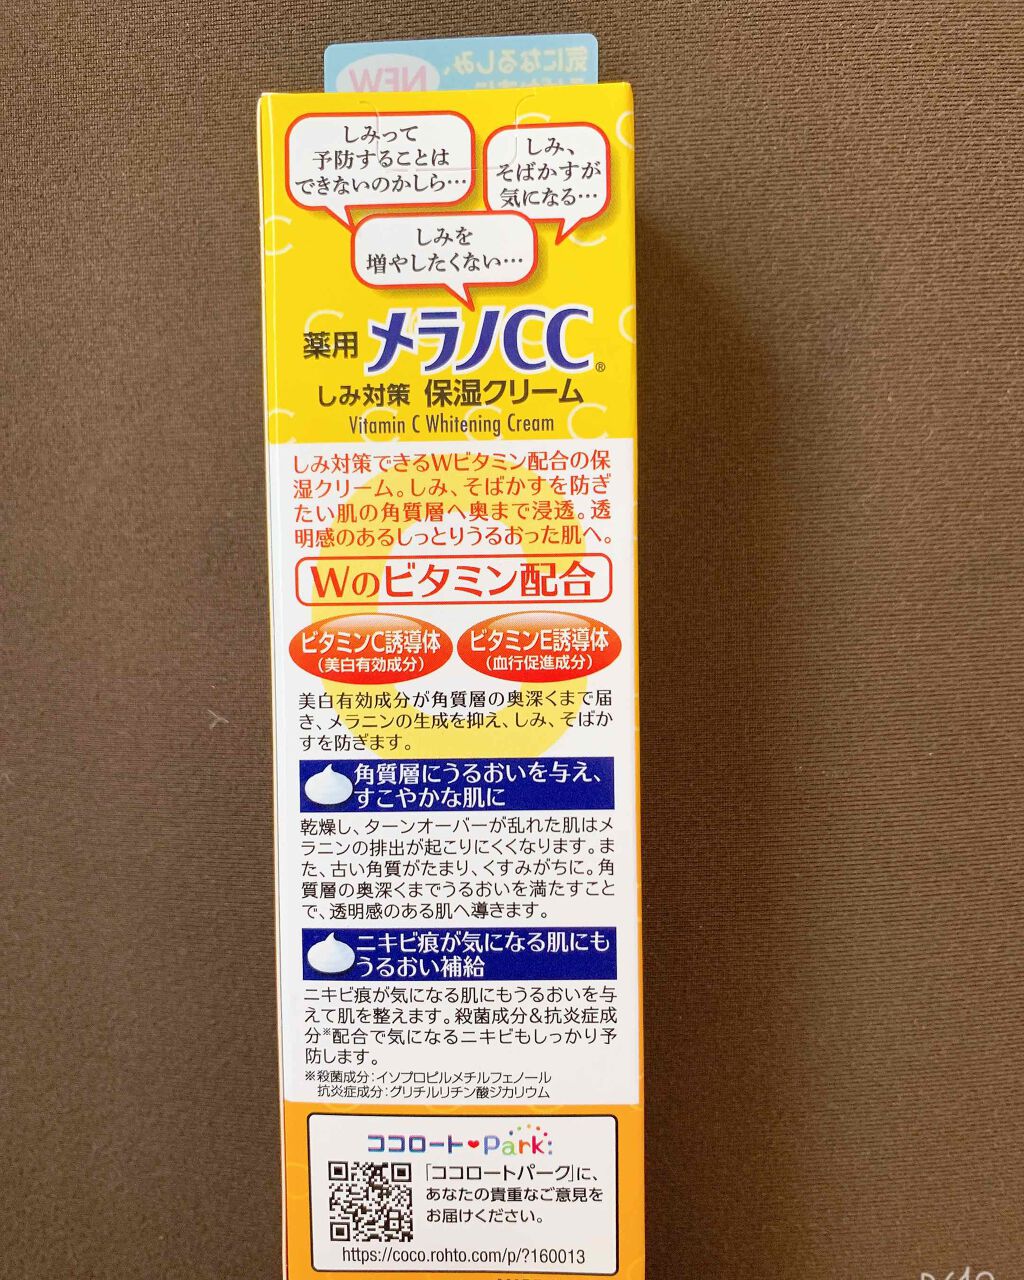 気になるしみ、
NEW
しみって
予防することは
できないのかしら…
しみ、
そばかすが
気になる…
しみを
増やしたくない…
薬用 メラノCC®
しみ対策 保湿クリーム
Vitamin C Whitening Cream
しみ対策できるWビタミン配合の保
湿クリーム。しみ、そばかすを防ぎ
たい肌の角質層へ奥まで浸透。透
明感のあるしっとりうるおった肌へ。
Wのビタミン配合
ビタミンC誘導体
(美白有効成分)
ビタミンE誘導体
(血行促進成分)
美白有効成分が角質層の奥深くまで届
き、メラニンの生成を抑え、しみ、そばか
すを防ぎます。
角質層にうるおいを与え、
すこやかな肌に
乾燥し、ターンオーバーが乱れた肌はメ
ラニンの排出が起こりにくくなります。ま
た、古い角質がたまり、くすみがちに。角
質層の奥深くまでうるおいを満たすこと
で、透明感のある肌へ導きます。
ニキビ痕が気になる肌にも
うるおい補給
ニキビ痕が気になる肌にもうるおいを与
えて肌を整えます。殺菌成分&抗炎症成
分※配合で気になるニキビもしっかり予
防します。
※殺菌成分:イソプロピルメチルフェノール
抗炎症成分:グリチルリチン酸ジカリウム
ココロート♥Park
「ココロートパーク」に、
あなたの貴重なご意見を
お届けください。
https://coco.rohto.com/p/?160013